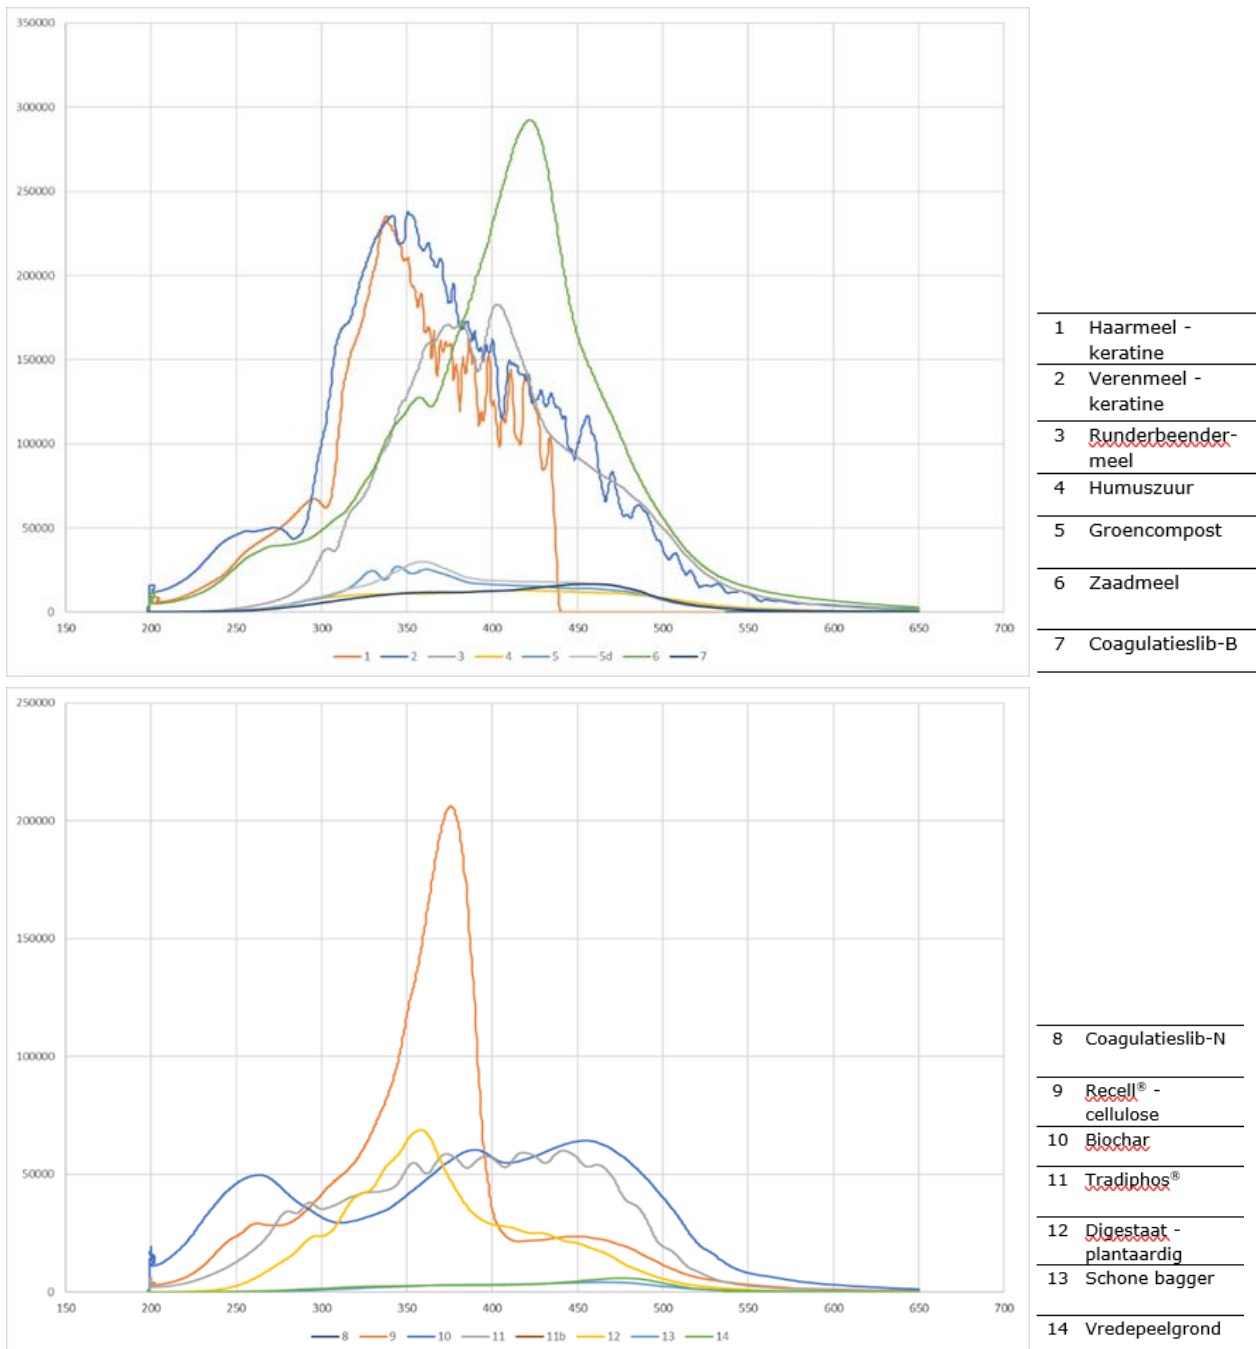 350000
300000
250000
200000
150000
100000
50000
0
150 200 250 300 350 400 450 500 550 600 650 700
1 2 3 4 5 5d 6 7
1 Haarmeel -
keratine
2 Verenmeel -
keratine
3 Runderbeender-
meel
4 Humuszuur
5 Groencompost
6 Zaadmeel
7 Coagulatieslib-B
250000
200000
150000
100000
50000
0
150 200 250 300 350 400 450 500 550 600 650 700
8 9 10 11 11b 12 13 14
8 Coagulatieslib-N
9 Recell® -
cellulose
10 Biochar
11 Tradiphos®
12 Digestaat -
plantaardig
13 Schone bagger
14 Vredepeelgrond